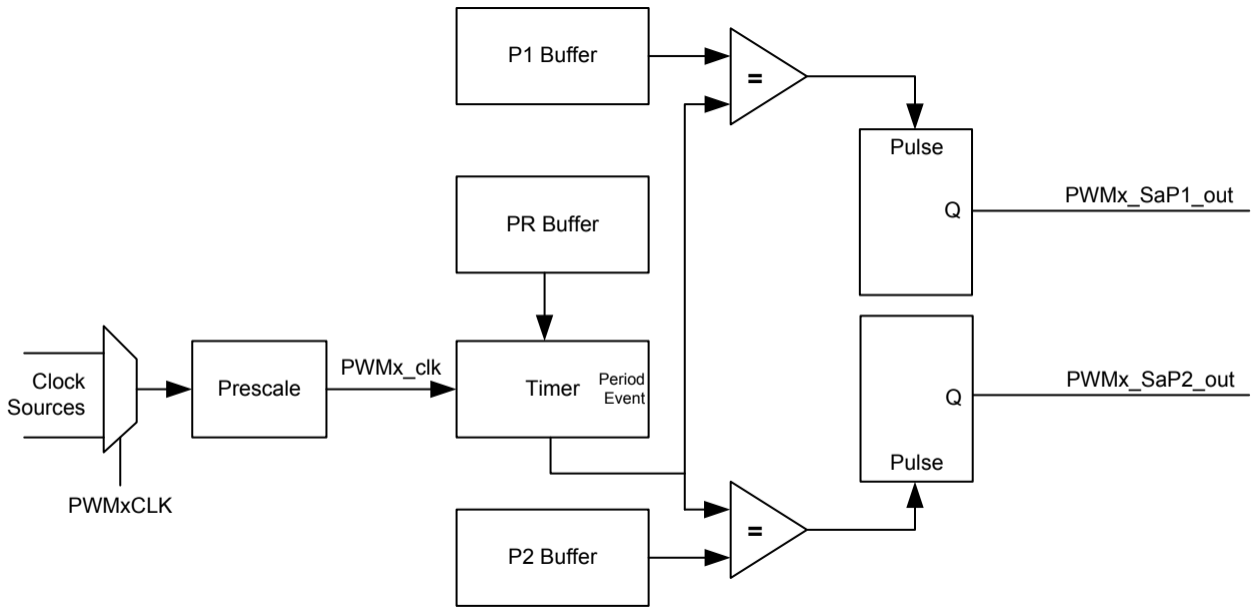 P1 Buffer
=
Pulse
Q
PWMx_SaP1_out
PR Buffer
Clock
Sources
PWMxCLK
Prescale
PWMx_clk
Timer
Period
Event
Q
PWMx_SaP2_out
Pulse
P2 Buffer
=